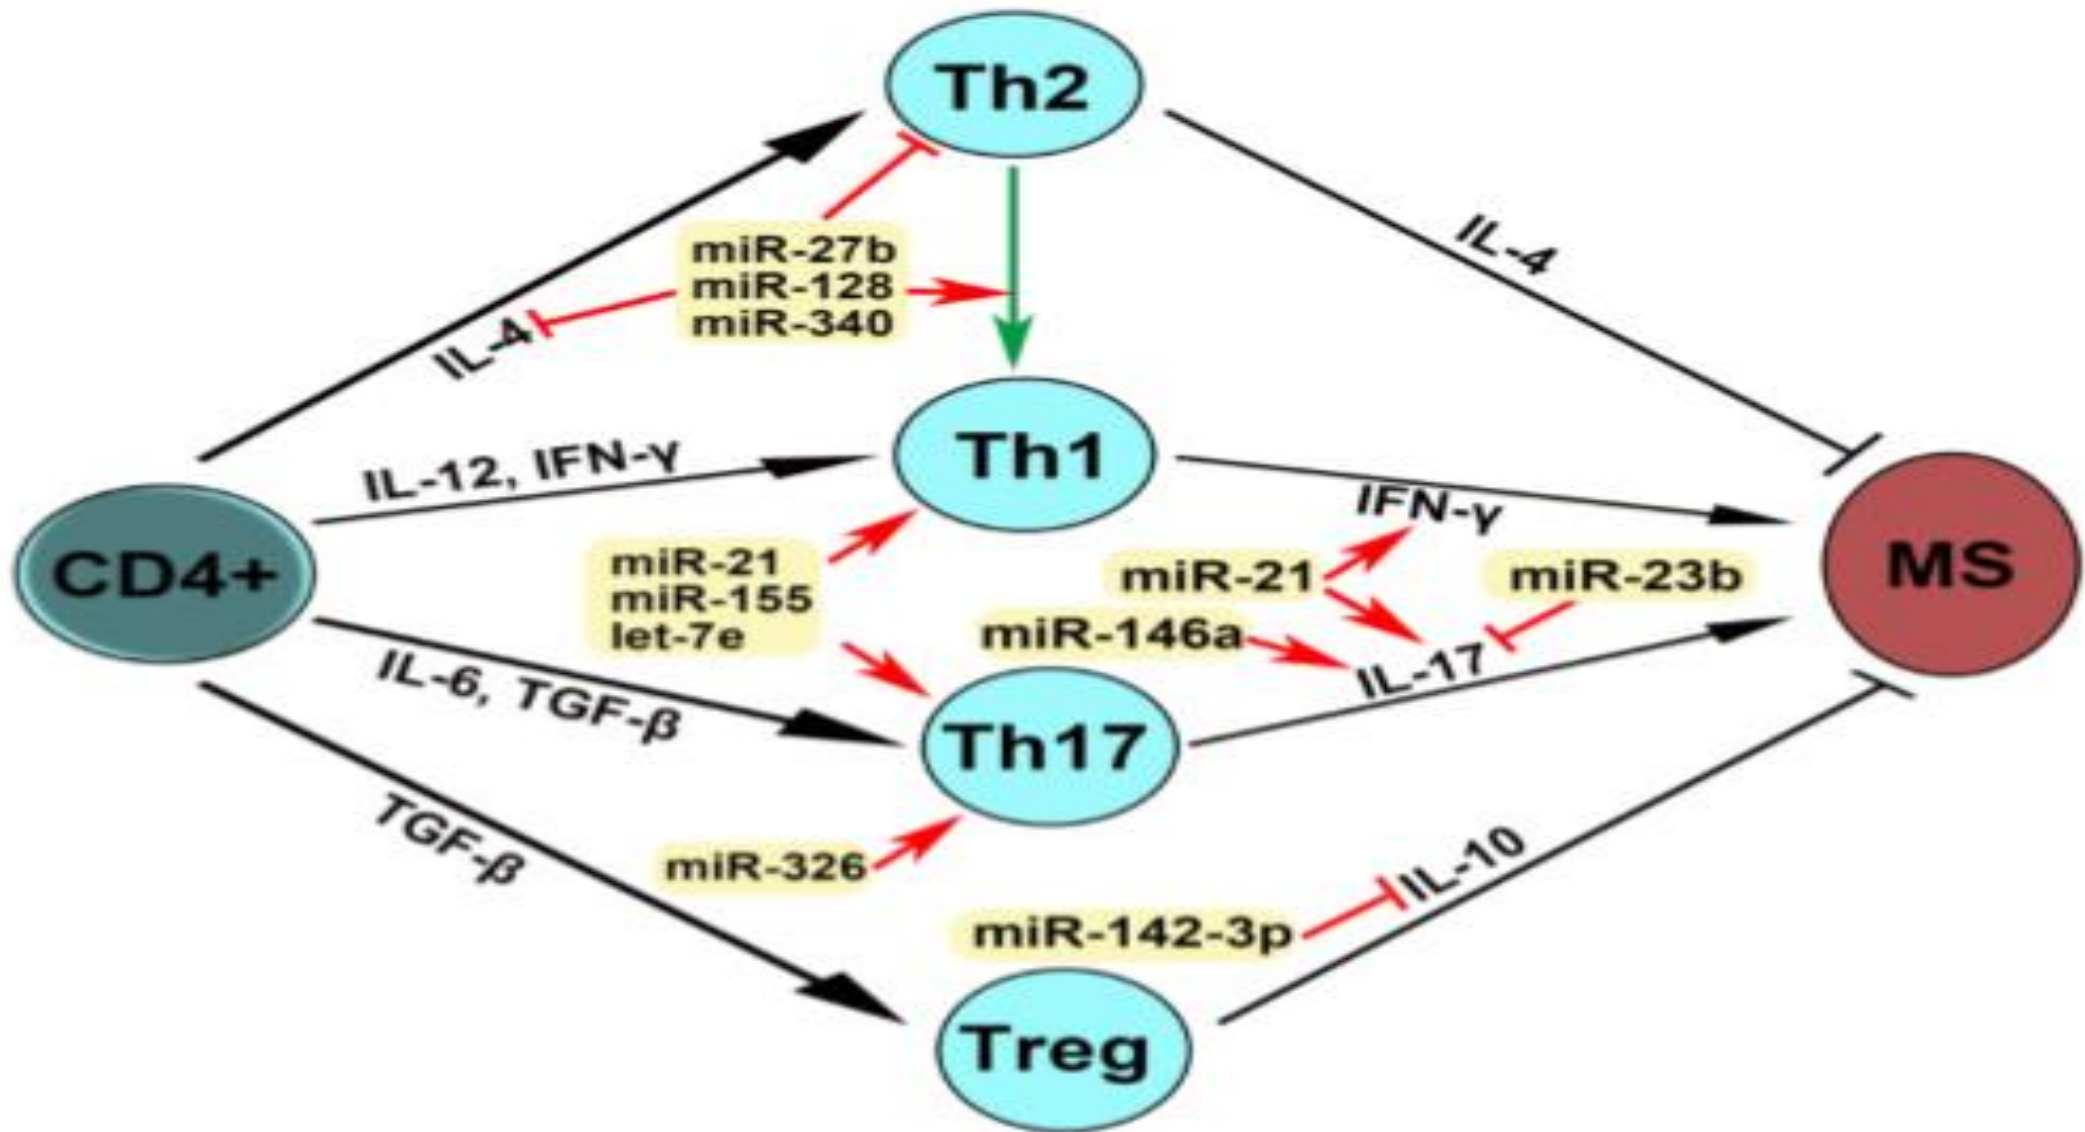 Th2
miR-27b
miR-128
miR-340
IL-4
IL-4
Th1
IL-12, IFN-γ
IFN-γ
CD4+
miR-21
miR-155
let-7e
miR-21
miR-23b
MS
miR-146a
IL-17
IL-6, TGF-β
Th17
TGF-β
miR-326
IL-10
miR-142-3p
Treg